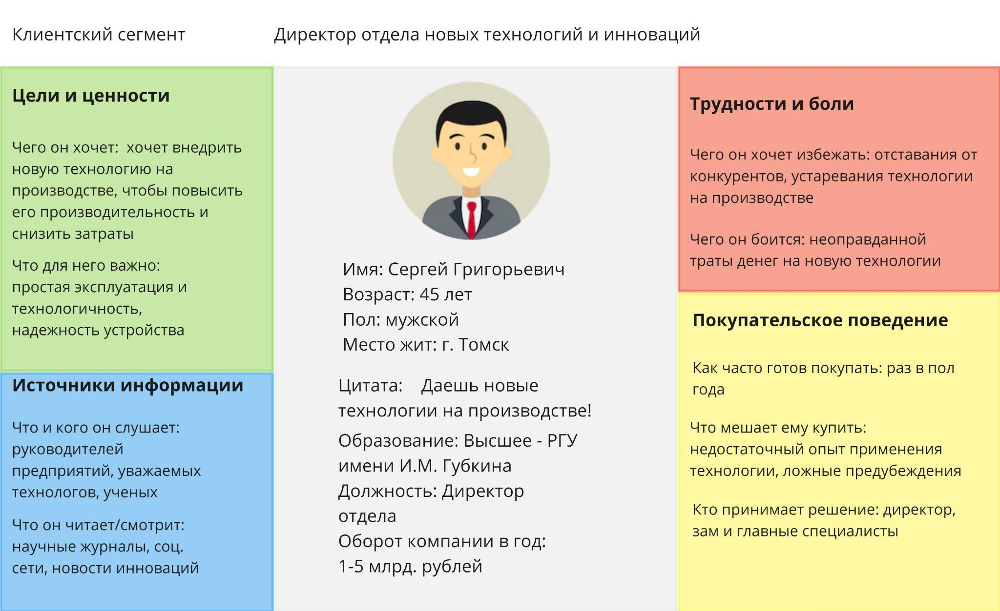 Клиентский сегмент
Директор отдела новых технологий и инноваций
Цели и ценности
Чего он хочет:  хочет внедрить
новую технологию на
производстве, чтобы повысить
его производительность и
снизить затраты
Что для него важно:
простая эксплуатация и
технологичность,
надежность устройства
Источники информации
Что и кого он слушает:
руководителей
предприятий, уважаемых
технологов, ученых
Что он читает/смотрит:
научные журналы, соц.
сети, новости инноваций
Имя: Сергей Григорьевич
Возраст: 45 лет
Пол: мужской
Место жит: г. Томск
Цитата:    Даешь новые
технологии на производстве!
Образование: Высшее - РГУ
имени И.М. Губкина
Должность: Директор
отдела
Оборот компании в год:
1-5 млрд. рублей
Трудности и боли
Чего он хочет избежать: отставания от
конкурентов, устаревания технологии
на производстве
Чего он боится: неоправданной
траты денег на новую технологии
Покупательское поведение
Как часто готов покупать: раз в пол
года
Что мешает ему купить:
недостаточный опыт применения
технологии, ложные предубеждения
Кто принимает решение: директор,
зам и главные специалисты